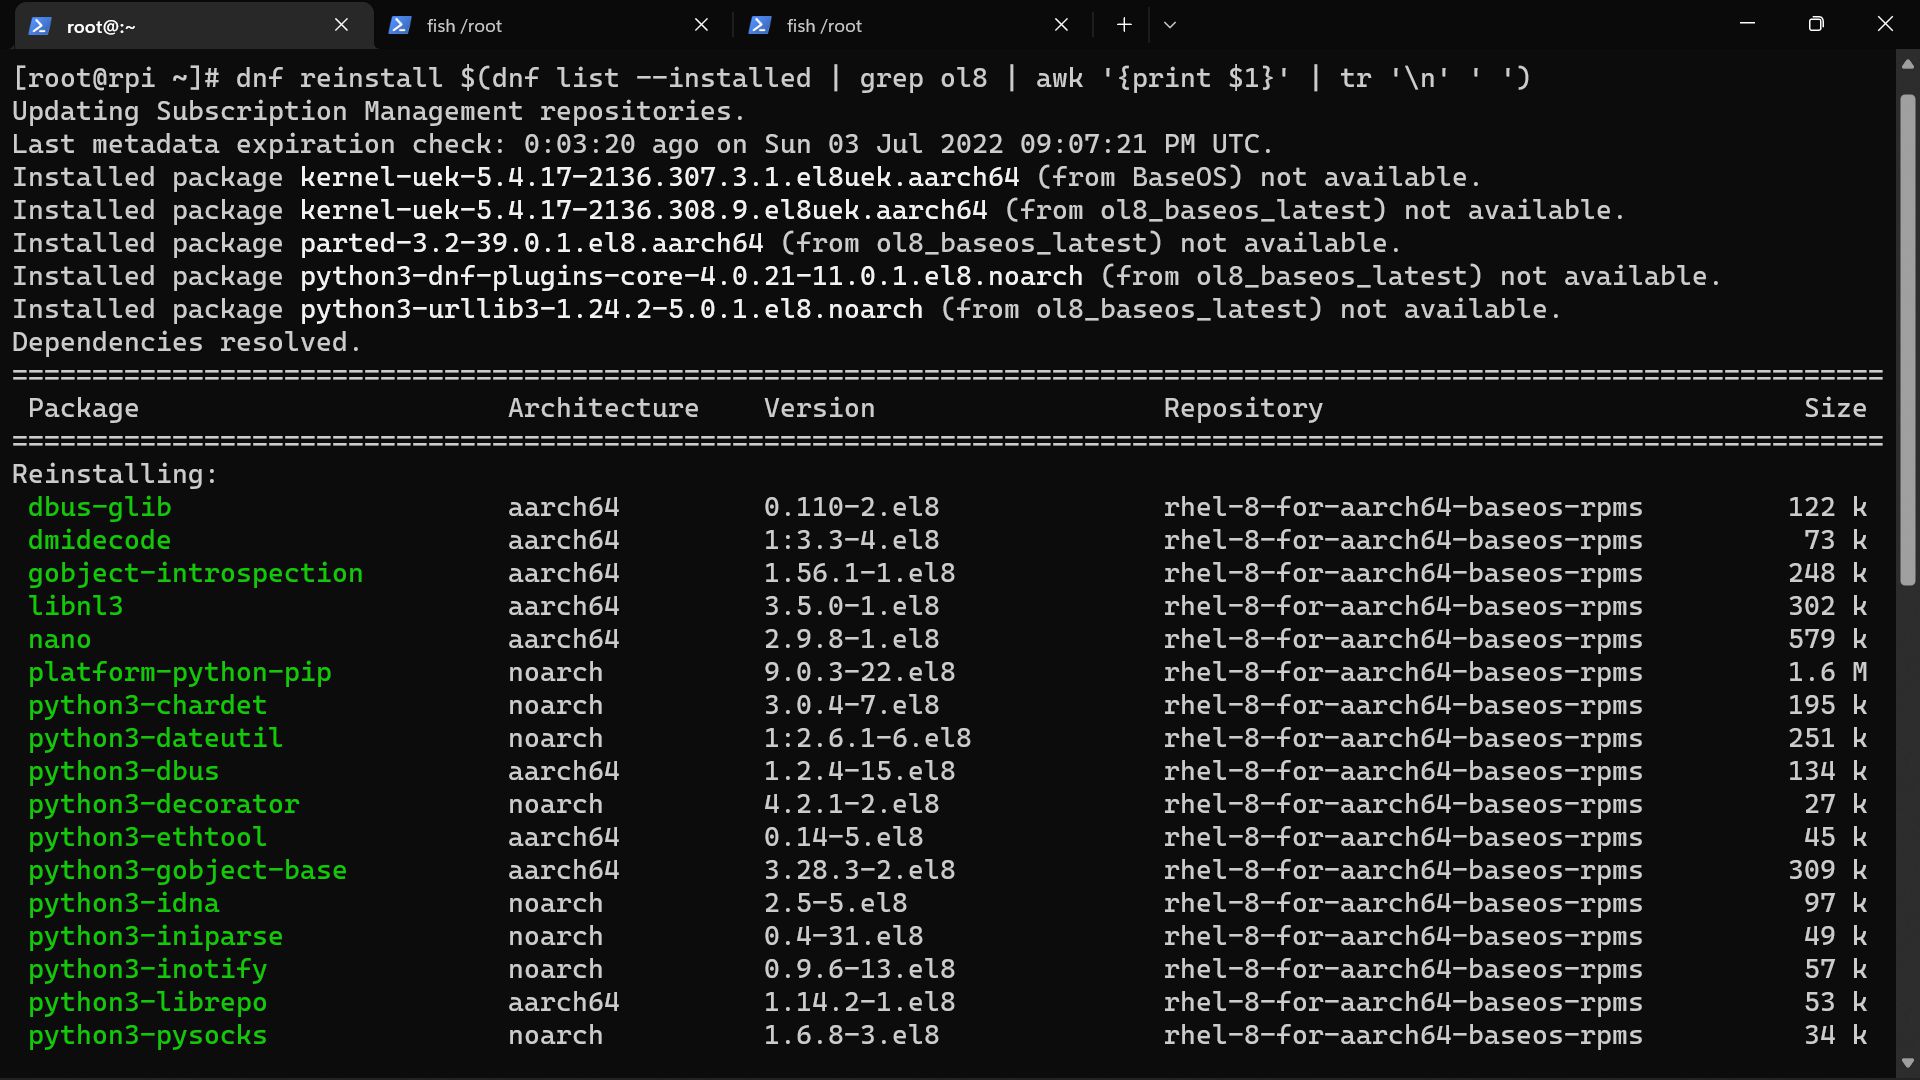 root@:~ fish /root fish /root
[root@rpi ~]# dnf reinstall $(dnf list --installed | grep ol8 | awk '{print $1}' | tr '\n' ' ')
Updating Subscription Management repositories.
Last metadata expiration check: 0:03:20 ago on Sun 03 Jul 2022 09:07:21 PM UTC.
Installed package kernel-uek-5.4.17-2136.307.3.1.el8uek.aarch64 (from BaseOS) not available.
Installed package kernel-uek-5.4.17-2136.308.9.el8uek.aarch64 (from ol8_baseos_latest) not available.
Installed package parted-3.2-39.0.1.el8.aarch64 (from ol8_baseos_latest) not available.
Installed package python3-dnf-plugins-core-4.0.21-11.0.1.el8.noarch (from ol8_baseos_latest) not available.
Installed package python3-urllib3-1.24.2-5.0.1.el8.noarch (from ol8_baseos_latest) not available.
Dependencies resolved.
=====================================================================================================================
Package Architecture Version Repository Size
=====================================================================================================================
Reinstalling:
dbus-glib aarch64 0.110-2.el8 rhel-8-for-aarch64-baseos-rpms 122 k
dmidecode aarch64 1:3.3-4.el8 rhel-8-for-aarch64-baseos-rpms 73 k
gobject-introspection aarch64 1.56.1-1.el8 rhel-8-for-aarch64-baseos-rpms 248 k
libnl3 aarch64 3.5.0-1.el8 rhel-8-for-aarch64-baseos-rpms 302 k
nano aarch64 2.9.8-1.el8 rhel-8-for-aarch64-baseos-rpms 579 k
platform-python-pip noarch 9.0.3-22.el8 rhel-8-for-aarch64-baseos-rpms 1.6 M
python3-chardet noarch 3.0.4-7.el8 rhel-8-for-aarch64-baseos-rpms 195 k
python3-dateutil noarch 1:2.6.1-6.el8 rhel-8-for-aarch64-baseos-rpms 251 k
python3-dbus aarch64 1.2.4-15.el8 rhel-8-for-aarch64-baseos-rpms 134 k
python3-decorator noarch 4.2.1-2.el8 rhel-8-for-aarch64-baseos-rpms 27 k
python3-ethtool aarch64 0.14-5.el8 rhel-8-for-aarch64-baseos-rpms 45 k
python3-gobject-base aarch64 3.28.3-2.el8 rhel-8-for-aarch64-baseos-rpms 309 k
python3-idna noarch 2.5-5.el8 rhel-8-for-aarch64-baseos-rpms 97 k
python3-iniparse noarch 0.4-31.el8 rhel-8-for-aarch64-baseos-rpms 49 k
python3-inotify noarch 0.9.6-13.el8 rhel-8-for-aarch64-baseos-rpms 57 k
python3-librepo aarch64 1.14.2-1.el8 rhel-8-for-aarch64-baseos-rpms 53 k
python3-pysocks noarch 1.6.8-3.el8 rhel-8-for-aarch64-baseos-rpms 34 k